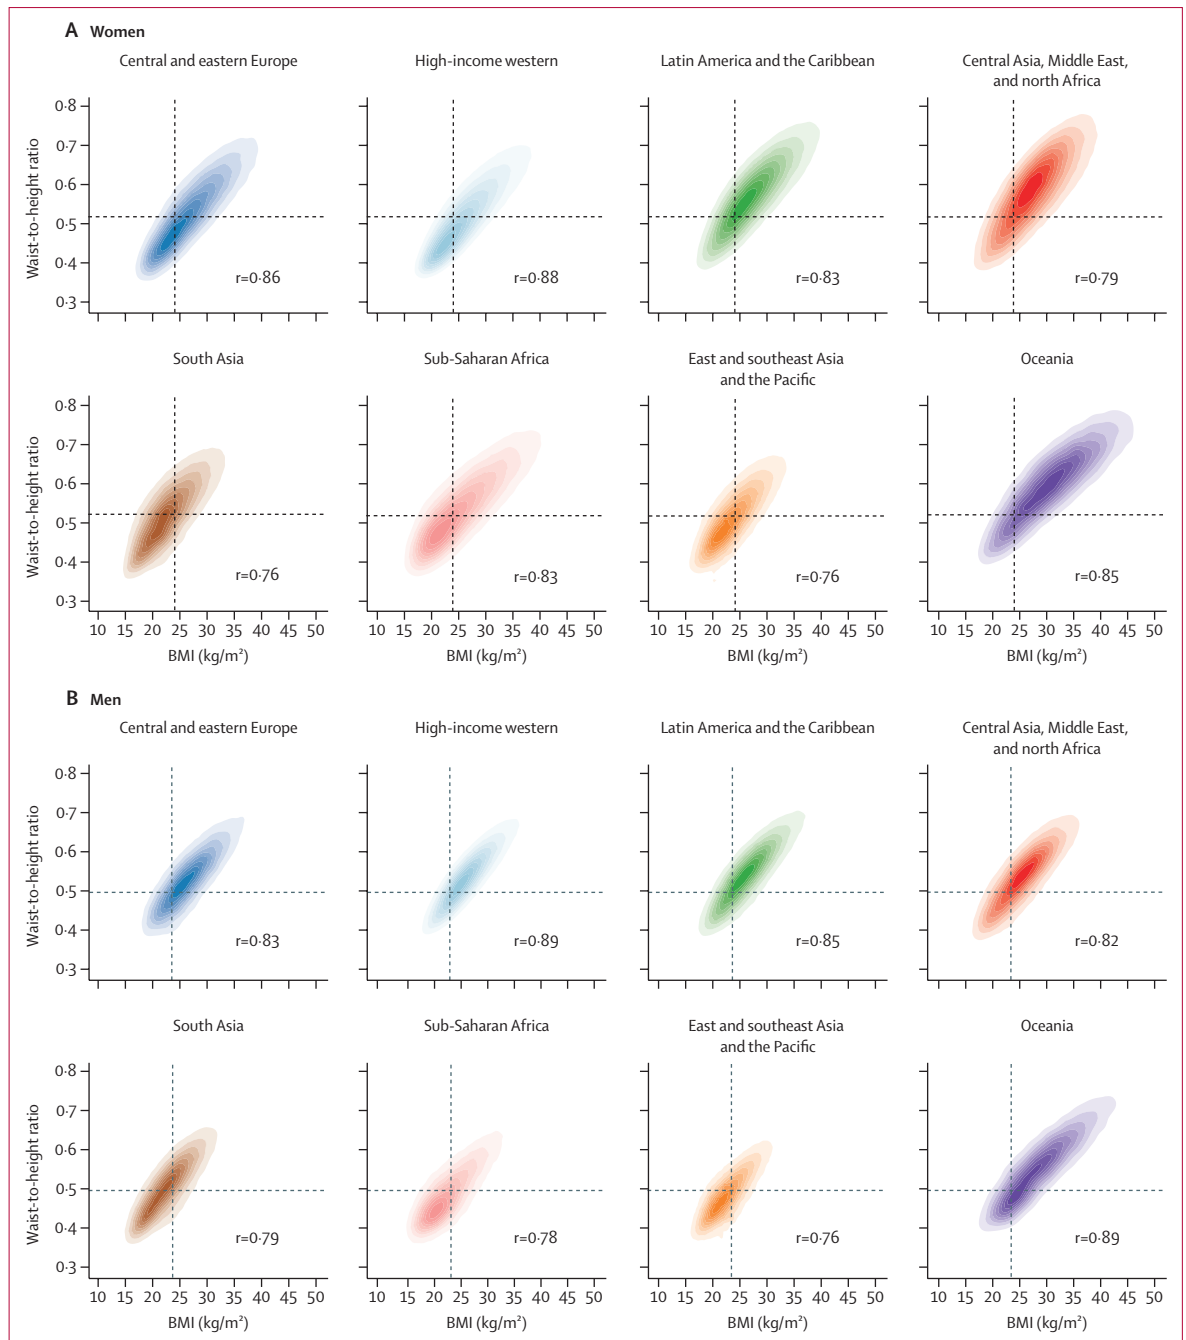 A Women
Central and eastern Europe
High-income western
Latin America and the Caribbean
Central Asia, Middle East,
and north Africa
Waist-to-height ratio
0·8
0·7
0·6
0·5
0·4
0·3
r=0·86
r=0·88
r=0·83
r=0·79
South Asia
Sub-Saharan Africa
East and southeast Asia
and the Pacific
Oceania
Waist-to-height ratio
0·8
0·7
0·6
0·5
0·4
0·3
r=0·76
r=0·83
r=0·76
r=0·85
10 15 20 25 30 35 40 45 50
10 15 20 25 30 35 40 45 50
10 15 20 25 30 35 40 45 50
10 15 20 25 30 35 40 45 50
BMI (kg/m²)
BMI (kg/m²)
BMI (kg/m²)
BMI (kg/m²)
B Men
Central and eastern Europe
High-income western
Latin America and the Caribbean
Central Asia, Middle East,
and north Africa
Waist-to-height ratio
0·8
0·7
0·6
0·5
0·4
0·3
r=0·83
r=0·89
r=0·85
r=0·82
South Asia
Sub-Saharan Africa
East and southeast Asia
and the Pacific
Oceania
Waist-to-height ratio
0·8
0·7
0·6
0·5
0·4
0·3
r=0·79
r=0·78
r=0·76
r=0·89
10 15 20 25 30 35 40 45 50
10 15 20 25 30 35 40 45 50
10 15 20 25 30 35 40 45 50
10 15 20 25 30 35 40 45 50
BMI (kg/m²)
BMI (kg/m²)
BMI (kg/m²)
BMI (kg/m²)